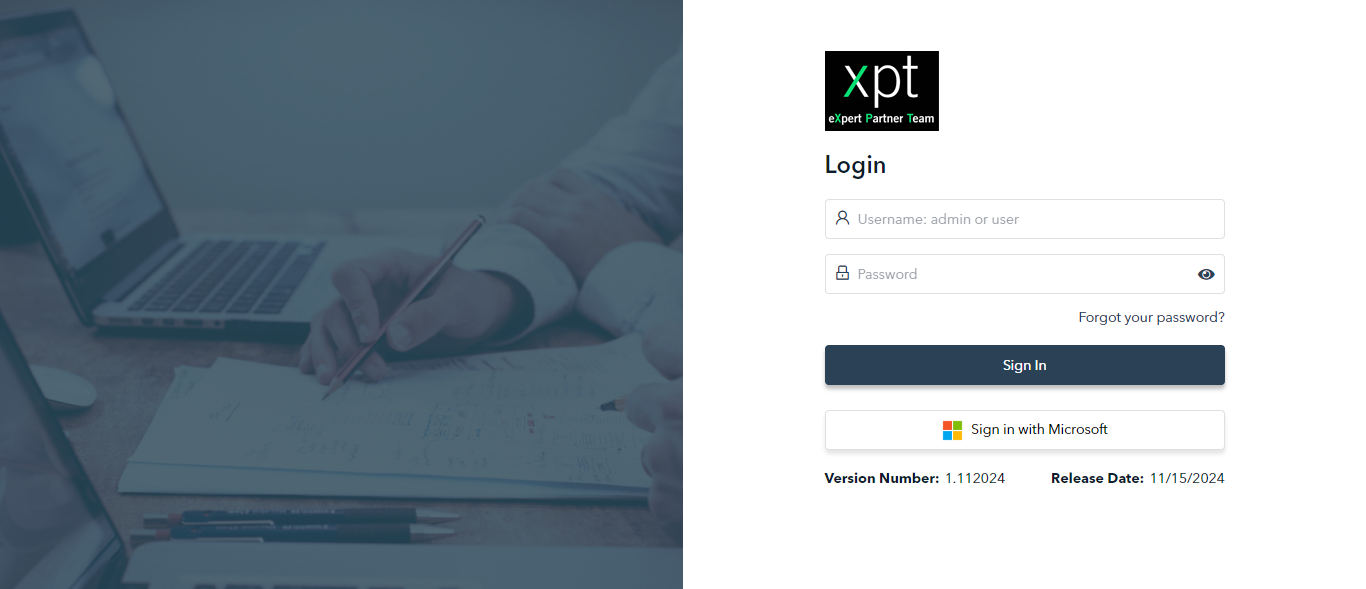 xpt
eXpert Partner Team
Login
Username: admin or user
Password
Forgot your password?
Sign In
Sign in with Microsoft
Version Number: 1.112024 Release Date: 11/15/2024